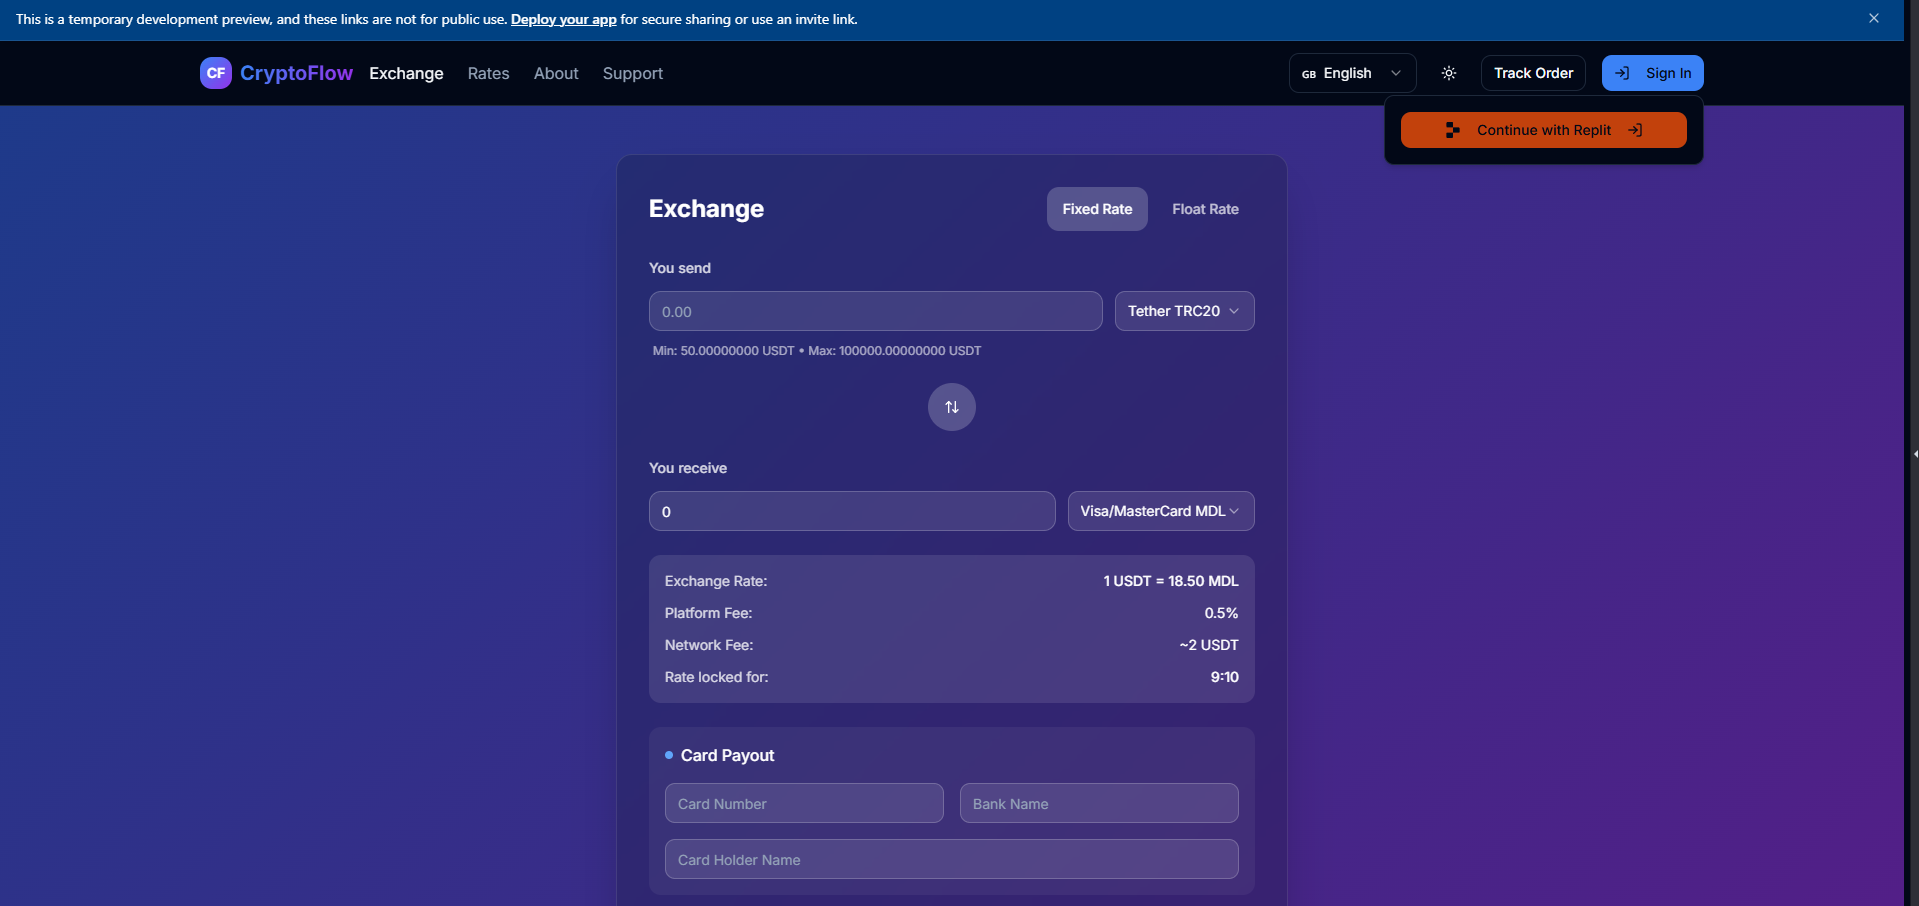 This is a temporary development preview, and these links are not for public use. Deploy your app for secure sharing or use an invite link.
CF CryptoFlow Exchange Rates About Support GB English Track Order Sign In
Continue with Replit
Exchange Fixed Rate Float Rate
You send
0.00 Tether TRC20
Min: 50.00000000 USDT • Max: 100000.00000000 USDT
You receive
0 Visa/MasterCard MDL
Exchange Rate: 1 USDT = 18.50 MDL
Platform Fee: 0.5%
Network Fee: ~2 USDT
Rate locked for: 9:10
Card Payout
Card Number Bank Name
Card Holder Name